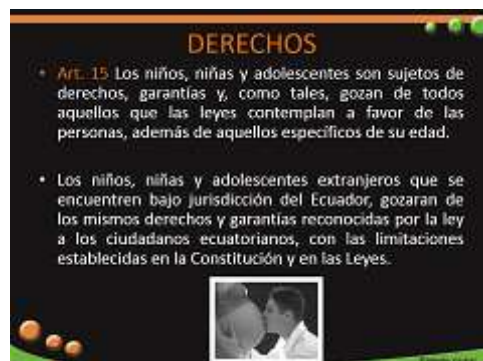 DERECHOS
• Art. 15 Los niños, niñas y adolescentes son sujetos de
derechos, garantías y, como tales, gozan de todos
aquellos que las leyes contemplan a favor de las
personas, además de aquellos específicos de su edad.
• Los niños, niñas y adolescentes extranjeros que se
encuentren bajo jurisdicción del Ecuador, gozaran de
los mismos derechos y garantías reconocidas por la ley
a los ciudadanos ecuatorianos, con las limitaciones
establecidas en la Constitución y en las Leyes.